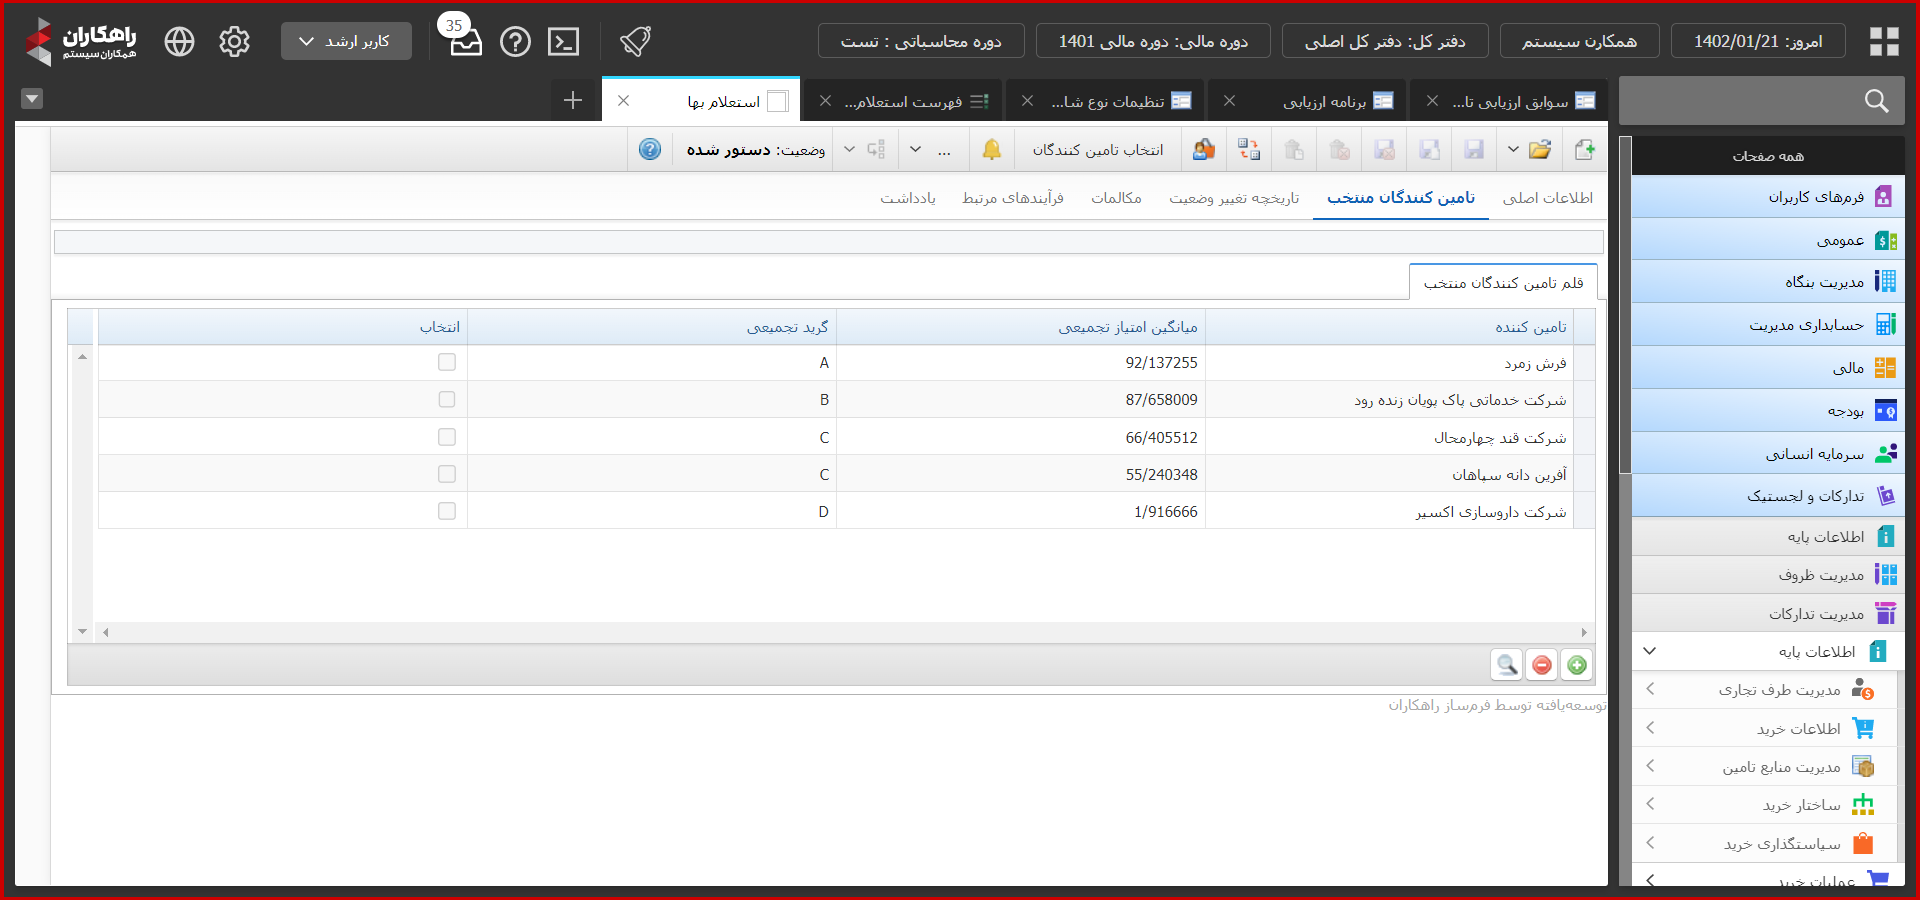 امروز: 1402/01/21
همکارن سیستم
دفتر کل: دفتر کل اصلی
دوره مالی: دوره مالی 1401
دوره محاسباتی : تست
35
کاربر ارشد
راهکاران
همکاران سیستم
سوابق ارزیابی تا...
برنامه ارزیابی
تنظیمات نوع شا...
فهرست استعلام...
استعلام بها
همه صفحات
فرم‌های کاربران
عمومی
مدیریت بنگاه
حسابداری مدیریت
مالی
بودجه
سرمایه انسانی
تدارکات و لجستیک
اطلاعات پایه
مدیریت ظروف
مدیریت تدارکات
اطلاعات پایه
مدیریت طرف تجاری
اطلاعات خرید
مدیریت منابع تامین
ساختار خرید
سیاستگذاری خرید
عملیات خرید
انتخاب تامین کنندگان
...
وضعیت: دستور شده
اطلاعات اصلی
تامین کنندگان منتخب
تاریخچه تغییر وضعیت
مکالمات
فرآیندهای مرتبط
یادداشت
قلم تامین کنندگان منتخب
تامین کننده	میانگین امتیاز تجمیعی	گرید تجمیعی	انتخاب
فرش زمرد	92/137255	A
شرکت خدماتی پاک پویان زنده رود	87/658009	B
شرکت قند چهارمحال	66/405512	C
آفرین دانه سپاهان	55/240348	C
شرکت داروسازی اکسیر	1/916666	D
توسعه‌یافته توسط فرم‌ساز راهکاران